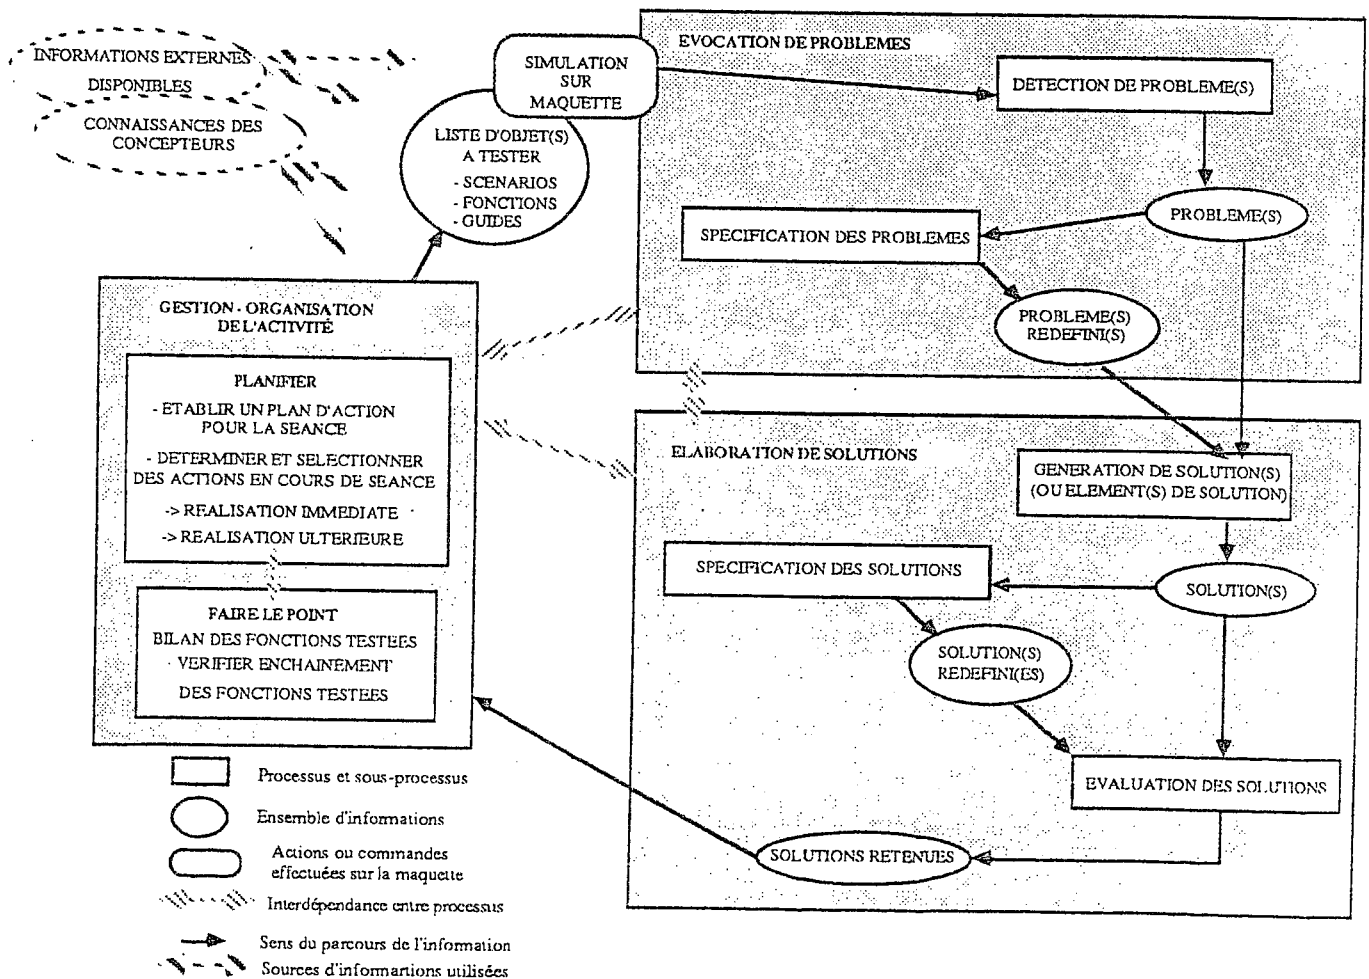 INFORMATIONS EXTERNES
DISPONIBLES
CONNAISSANCES DES
CONCEPTEURS
SIMULATION
SUR
MAQUETTE
LISTE D'OBJET(S)
A TESTER
- SCENARIOS
- FONCTIONS
- GUIDES
EVOCATION DE PROBLEMES
DETECTION DE PROBLEME(S)
PROBLEME(S)
SPECIFICATION DES PROBLEMES
PROBLEME(S)
REDEFINI(S)
GESTION - ORGANISATION
DE L'ACTIVITÉ
PLANIFIER
- ETABLIR UN PLAN D'ACTION
POUR LA SEANCE
- DETERMINER ET SELECTIONNER
DES ACTIONS EN COURS DE SEANCE
-> REALISATION IMMEDIATE
-> REALISATION ULTERIEURE
FAIRE LE POINT
BILAN DES FONCTIONS TESTEES
VERIFIER ENCHAINEMENT
DES FONCTIONS TESTEES
ELABORATION DE SOLUTIONS
GENERATION DE SOLUTION(S)
(OU ELEMENT(S) DE SOLUTION)
SPECIFICATION DES SOLUTIONS
SOLUTION(S)
SOLUTION(S)
REDEFINI(ES)
EVALUATION DES SOLUTIONS
SOLUTIONS RETENUES
Processus et sous-processus
Ensemble d'informations
Actions ou commandes
effectuées sur la maquette
Interdépendance entre processus
Sens du parcours de l'information
Sources d'informartions utilisées